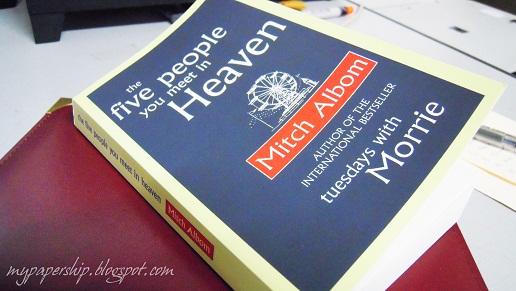 the
five people
you meet in
Heaven
Mitch Albom
AUTHOR OF THE
INTERNATIONAL BESTSELLER
tuesdays with
Morrie
the five people you meet in heaven
Mitch Albom
mypapership.blogspot.com